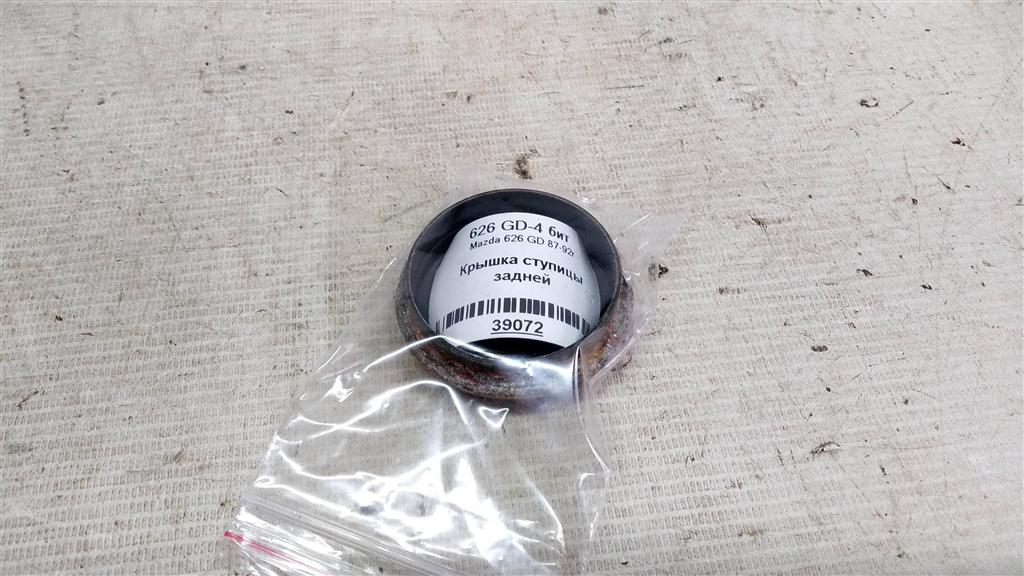 626 GD-4 бит
Mazda 626 GD 87-92г
Крышка ступицы
задней
39072